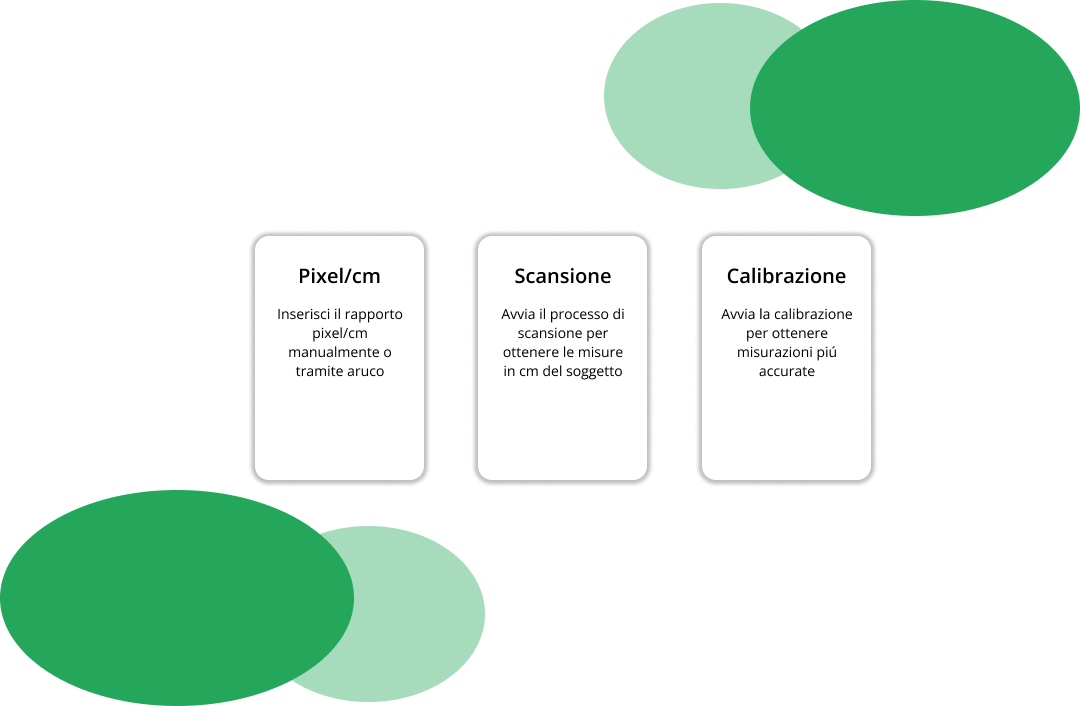 Pixel/cm
Inserisci il rapporto
pixel/cm
manualmente o
tramite aruco
Scansione
Avvia il processo di
scansione per
ottenere le misure
in cm del soggetto
Calibrazione
Avvia la calibrazione
per ottenere
misurazioni piú
accurate